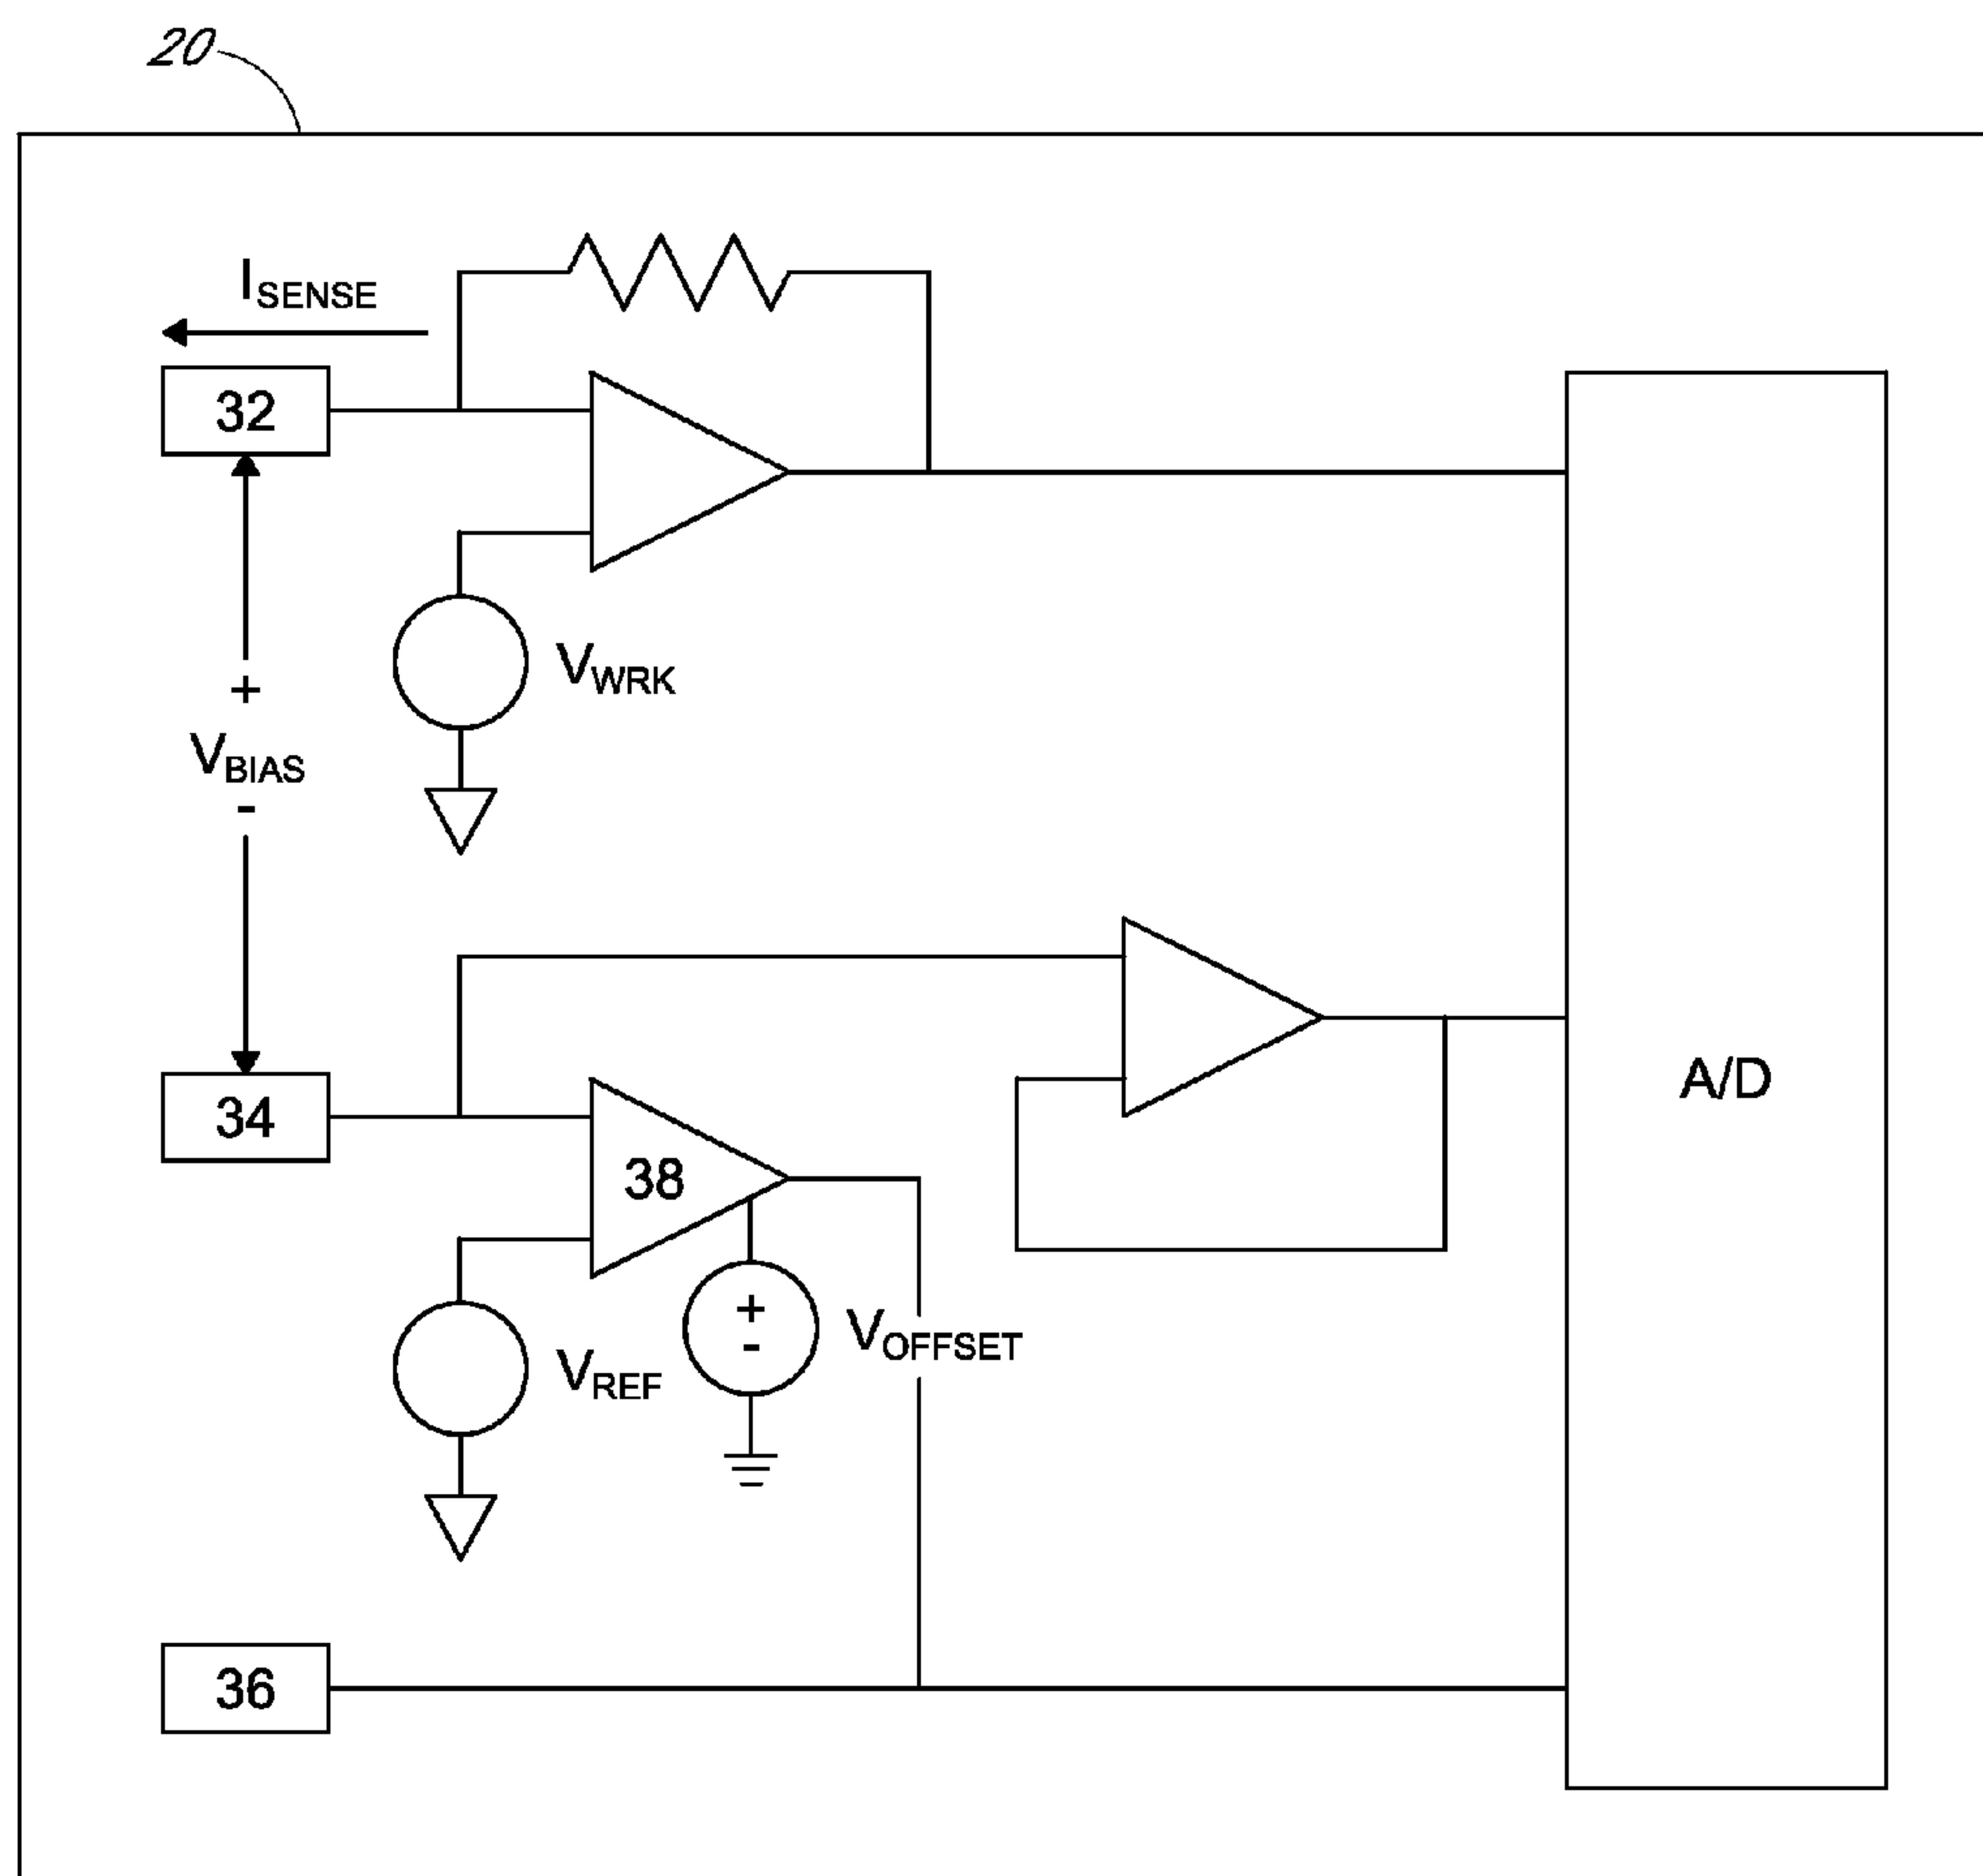 20
ISENSE
32
VWRK
+
VBIAS
-
34
38
A/D
+
-
VOFFSET
VREF
36